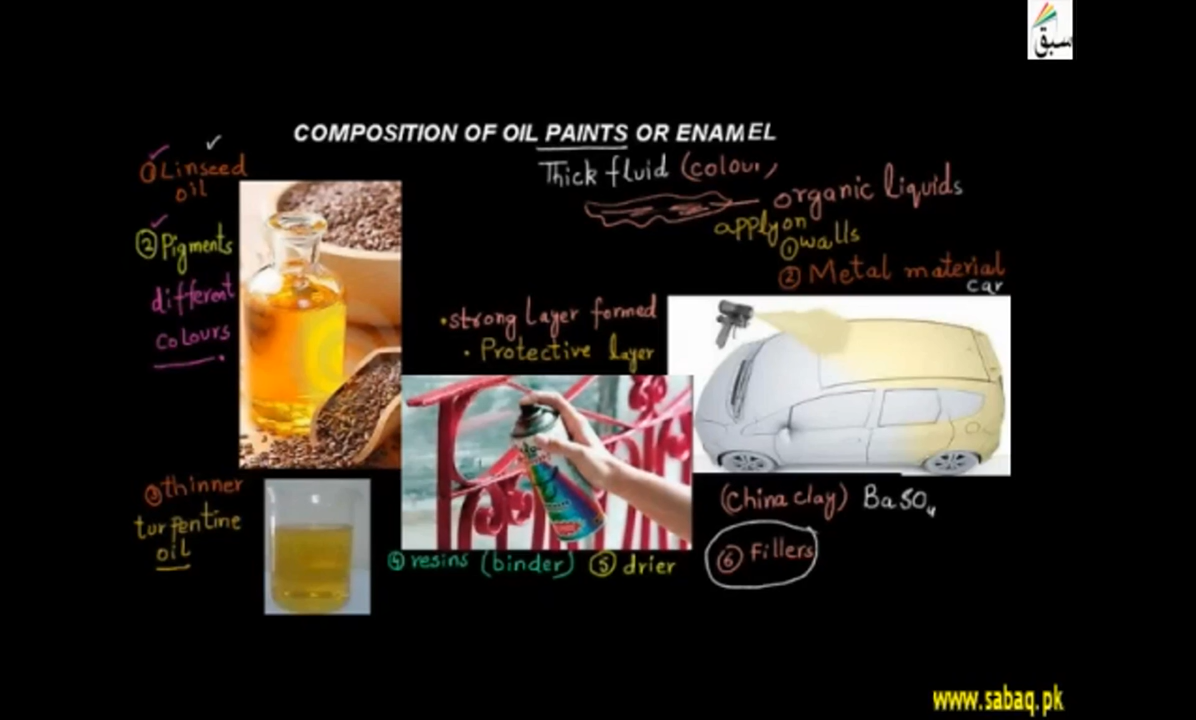 سبق
COMPOSITION OF OIL PAINTS OR ENAMEL
Thick fluid (colour)
organic liquids
apply on
① walls
② Metal material
car
① Linseed
oil
② Pigments
different
colours
• strong Layer formed
• Protective layer
③ thinner
turpentine
oil
④ resins (binder)
⑤ drier
(China clay) BaSO₄
⑥ Fillers
www.sabaq.pk